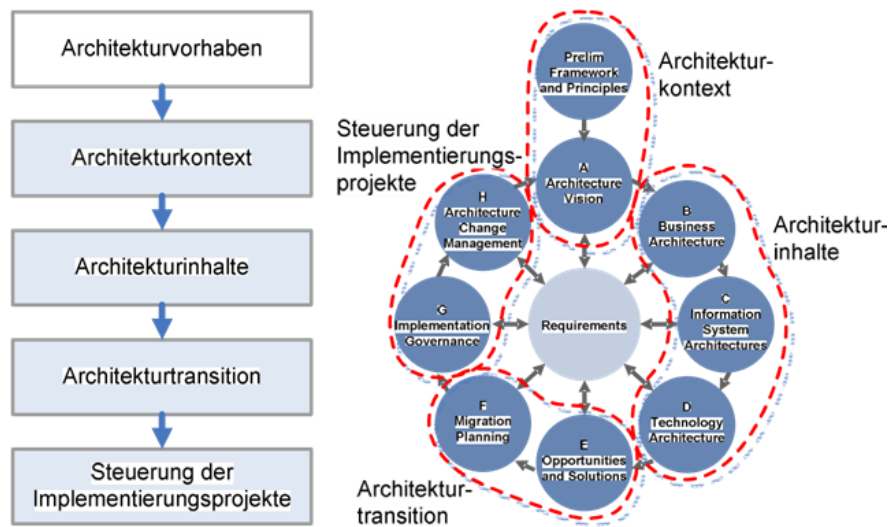 Architekturvorhaben
Architekturkontext
Architekturinhalte
Architekturtransition
Steuerung der
Implementierungsprojekte
Prelim
Framework
and Principles
Architektur-
kontext
Steuerung der
Implementierungs-
projekte
A
Architecture
Vision
H
Architecture
Change
Management
B
Business
Architecture
Architektur-
inhalte
G
Implementation
Governance
Requirements
C
Information
System
Architectures
F
Migration
Planning
D
Technology
Architecture
E
Opportunities
and Solutions
Architektur-
transition